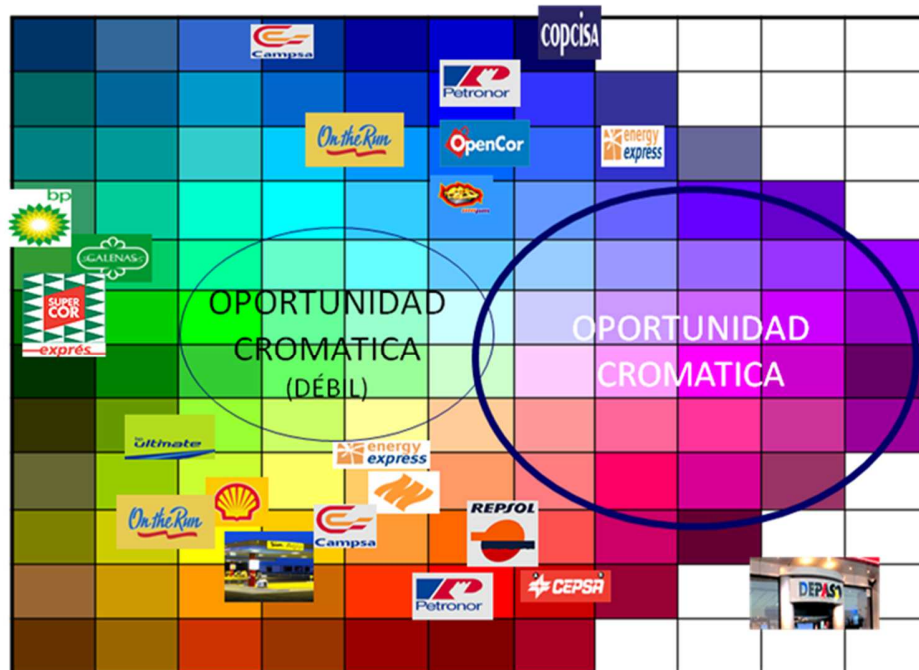 Campsa
copcisa
Petronor
On the Run
OpenCor
energy
express
bp
GALENAS
SUPER
COR
exprés
OPORTUNIDAD
CROMATICA
(DÉBIL)
OPORTUNIDAD
CROMATICA
ultimate
energy
express
On the Run
Campsa
REPSOL
Petronor
CEPSA
DEPASO